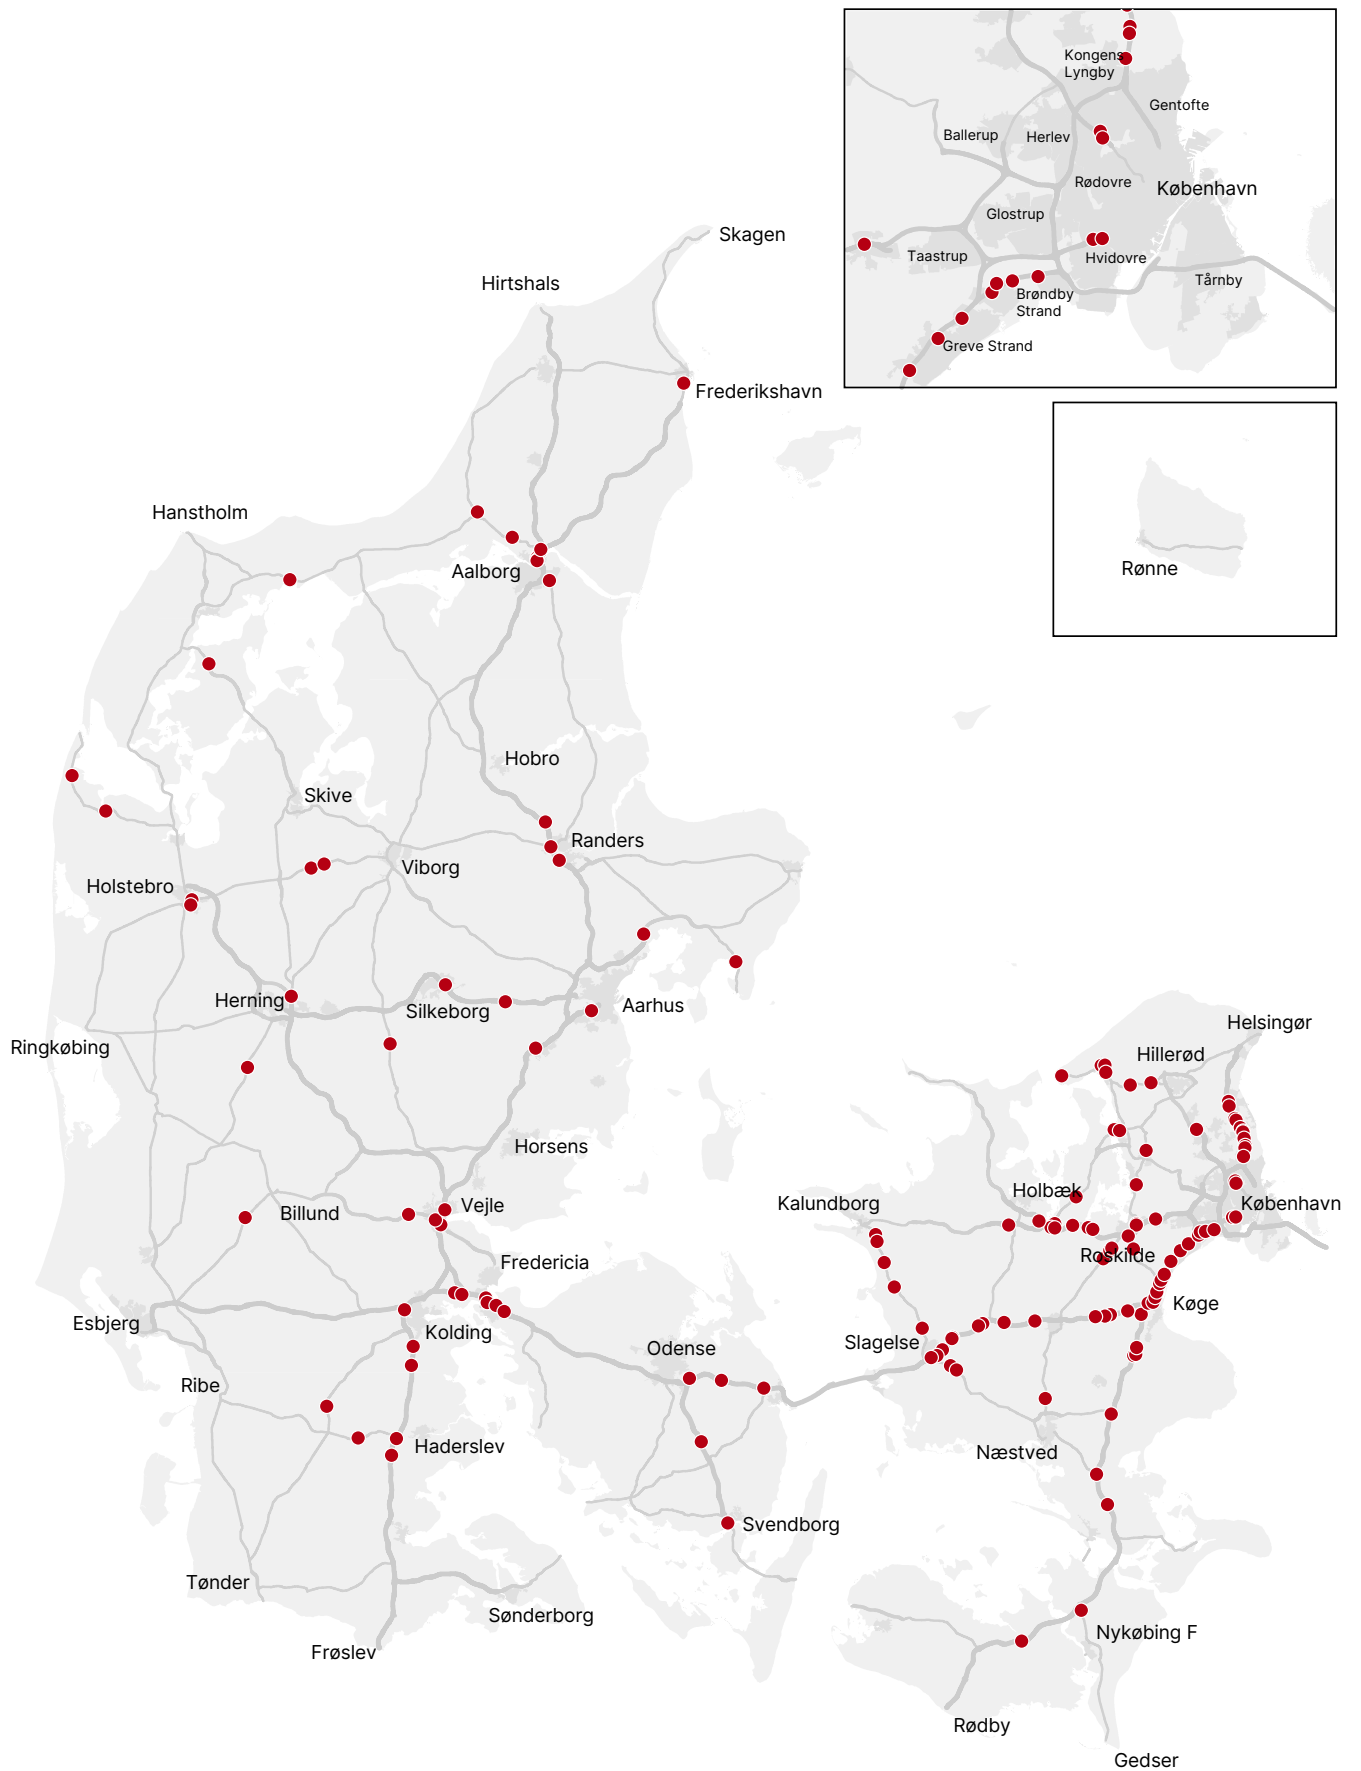 Kongens
Lyngby
Gentofte
Ballerup
Herlev
Rødovre
København
Glostrup
Taastrup
Hvidovre
Tårnby
Brøndby
Strand
Greve Strand
Skagen
Hirtshals
Frederikshavn
Hanstholm
Aalborg
Rønne
Hobro
Skive
Randers
Viborg
Holstebro
Herning
Silkeborg
Aarhus
Ringkøbing
Helsingør
Hillerød
Horsens
Holbæk
Kalundborg
København
Vejle
Billund
Roskilde
Fredericia
Køge
Esbjerg
Kolding
Slagelse
Odense
Ribe
Haderslev
Næstved
Svendborg
Tønder
Sønderborg
Nykøbing F
Frøslev
Rødby
Gedser